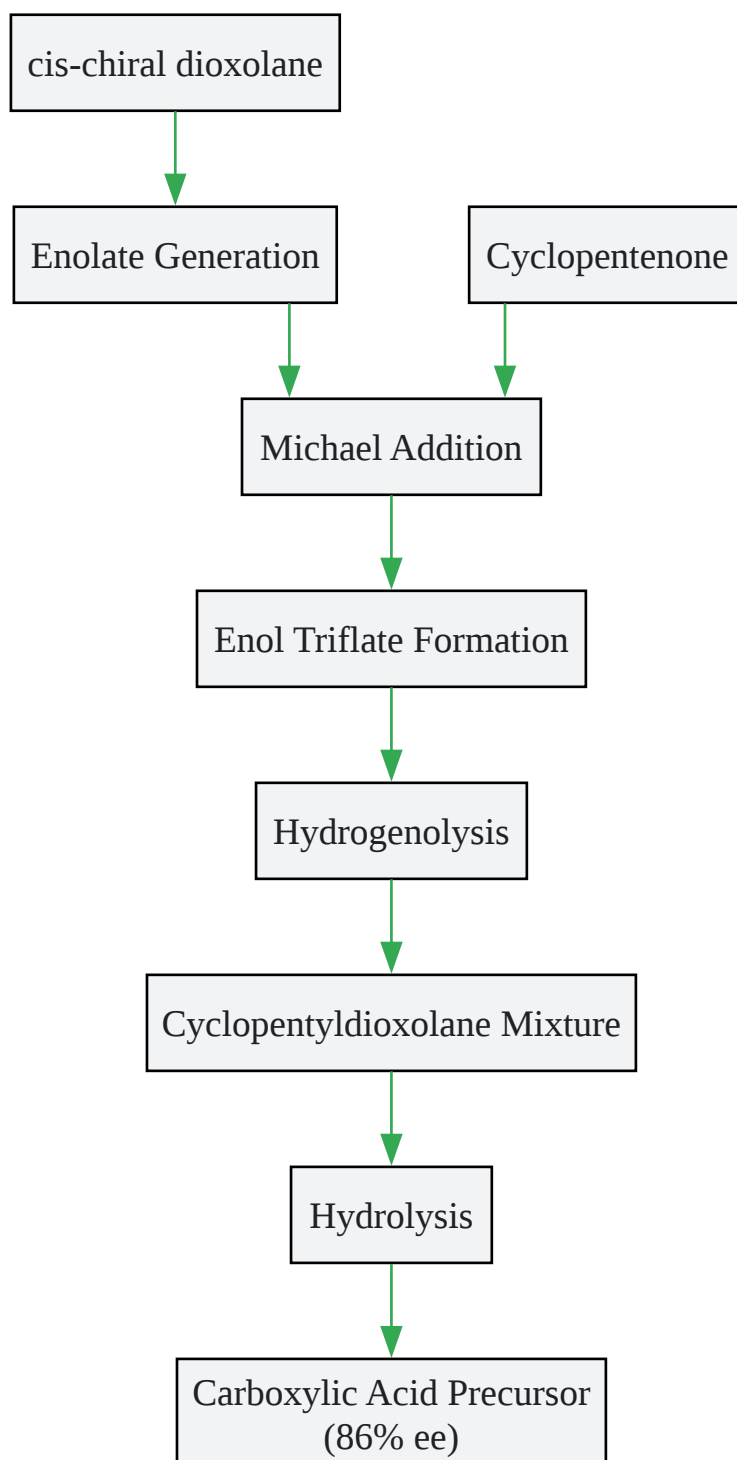 cis-chiral dioxolane
Enolate Generation
Cyclopentenone
Michael Addition
Enol Triflate Formation
Hydrogenolysis
Cyclopentyldioxolane Mixture
Hydrolysis
Carboxylic Acid Precursor
(86% ee)